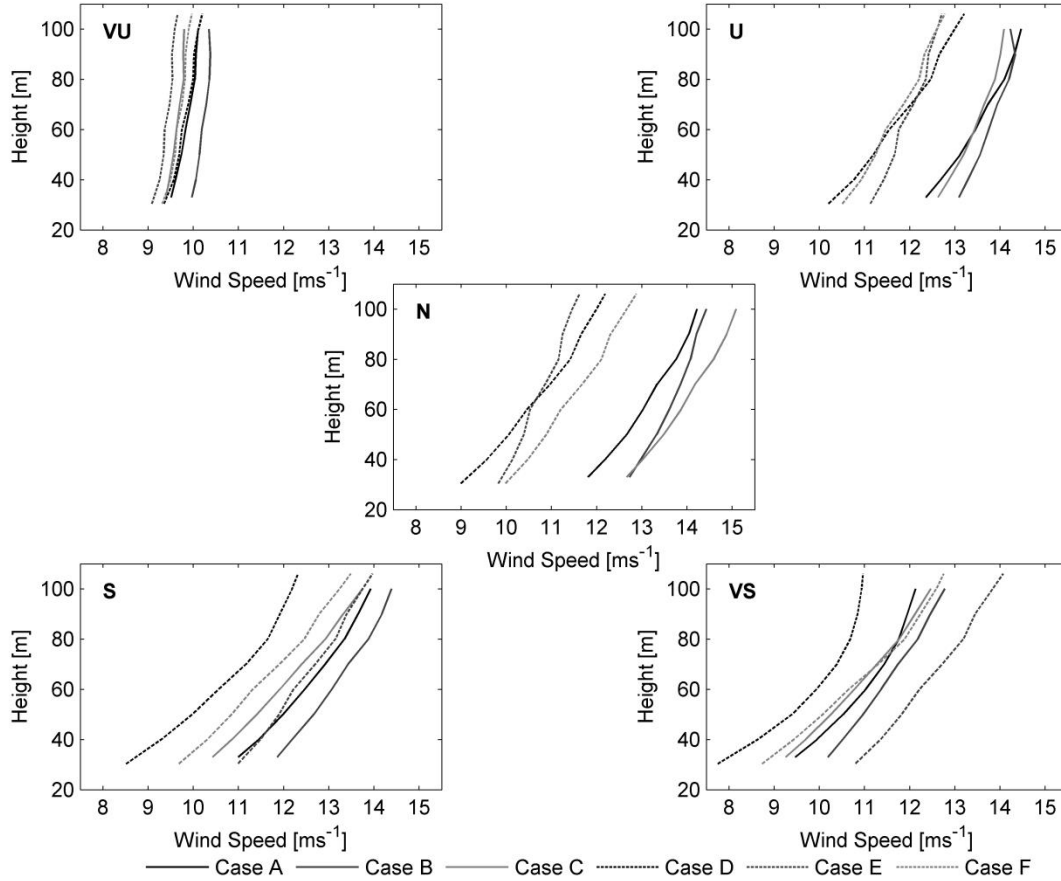 VU
Height [m]
100
80
60
40
20
8 9 10 11 12 13 14 15
Wind Speed [ms-1]
U
Height [m]
100
80
60
40
20
8 9 10 11 12 13 14 15
Wind Speed [ms-1]
N
Height [m]
100
80
60
40
20
8 9 10 11 12 13 14 15
Wind Speed [ms-1]
S
Height [m]
100
80
60
40
20
8 9 10 11 12 13 14 15
Wind Speed [ms-1]
VS
Height [m]
100
80
60
40
20
8 9 10 11 12 13 14 15
Wind Speed [ms-1]
Case A Case B Case C Case D Case E Case F